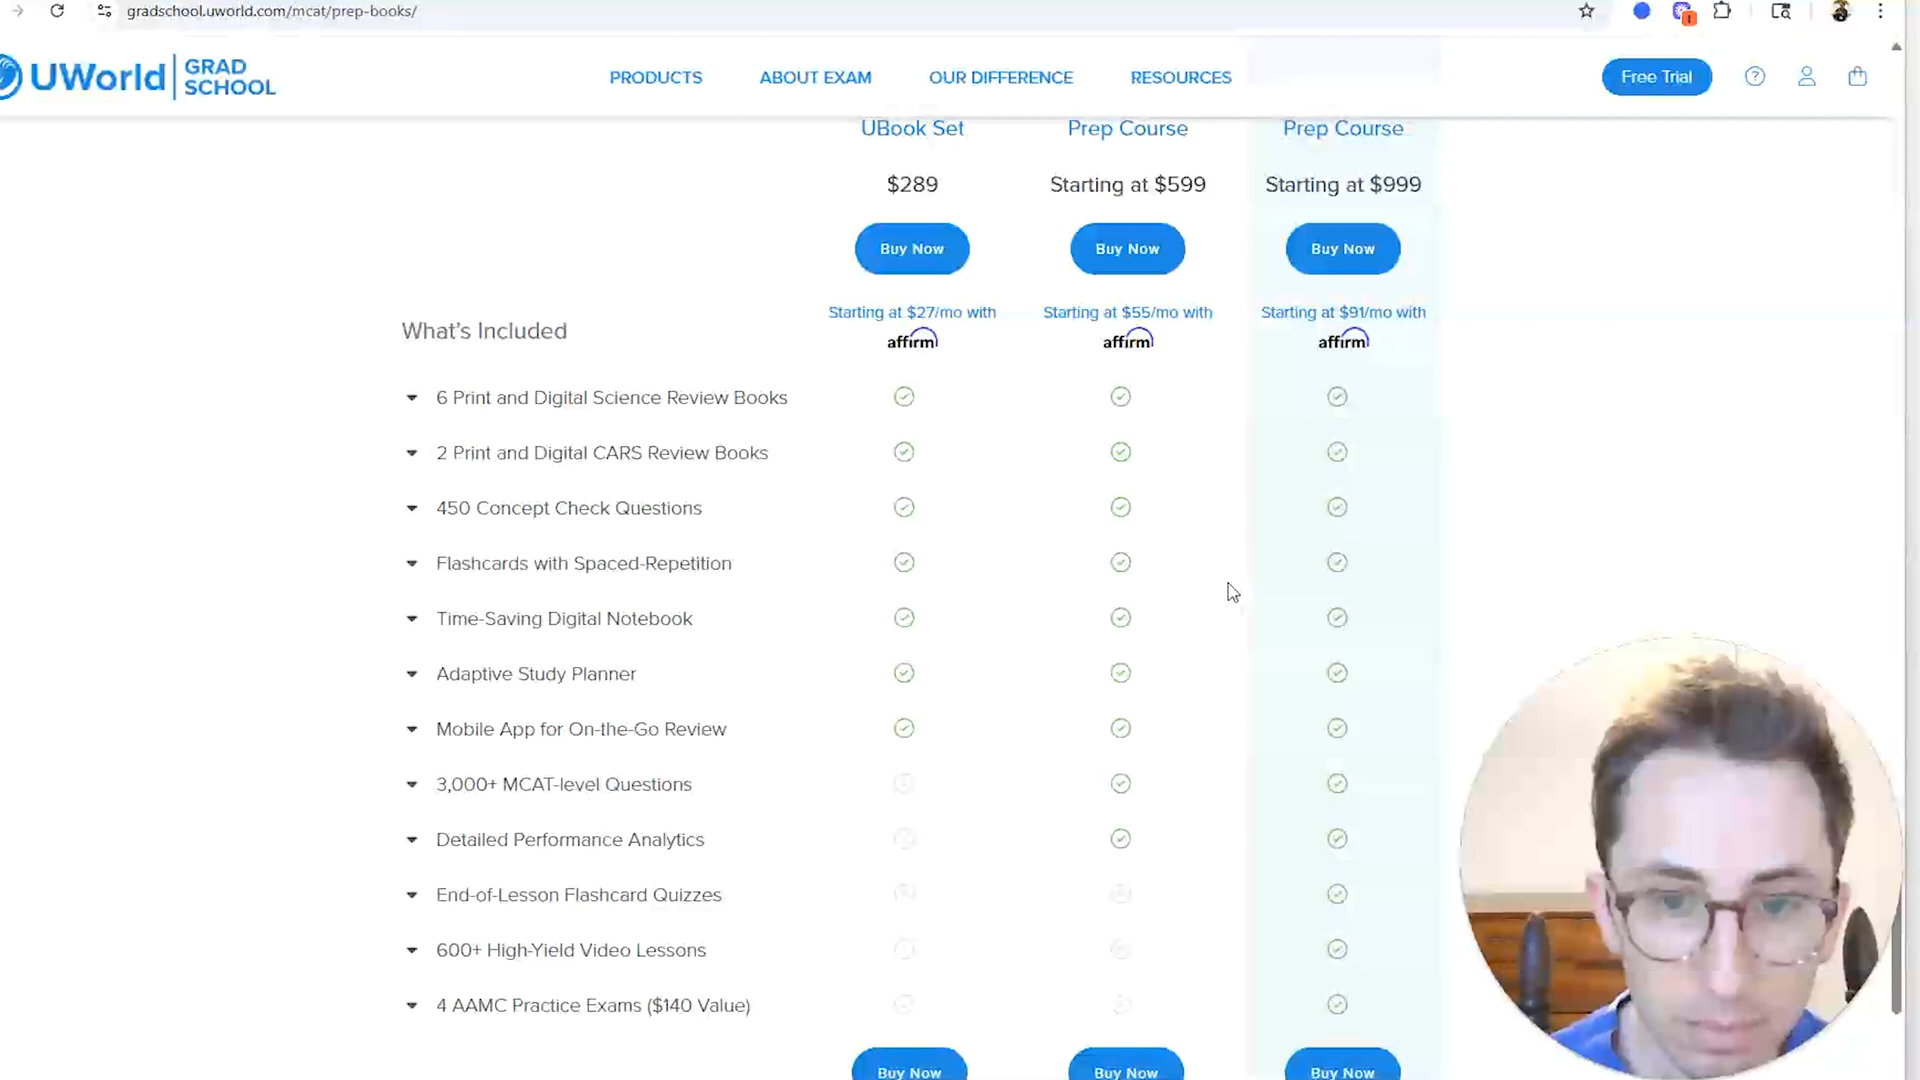 gradschool.uworld.com/mcat/prep-books/
UWorld GRAD SCHOOL
PRODUCTS
ABOUT EXAM
OUR DIFFERENCE
RESOURCES
Free Trial
UBook Set
Prep Course
Prep Course
$289
Starting at $599
Starting at $999
Buy Now
Buy Now
Buy Now
What's Included
Starting at $27/mo with
affirm
Starting at $55/mo with
affirm
Starting at $91/mo with
affirm
6 Print and Digital Science Review Books
2 Print and Digital CARS Review Books
450 Concept Check Questions
Flashcards with Spaced-Repetition
Time-Saving Digital Notebook
Adaptive Study Planner
Mobile App for On-the-Go Review
3,000+ MCAT-level Questions
Detailed Performance Analytics
End-of-Lesson Flashcard Quizzes
600+ High-Yield Video Lessons
4 AAMC Practice Exams ($140 Value)
Buy Now
Buy Now
Buy Now